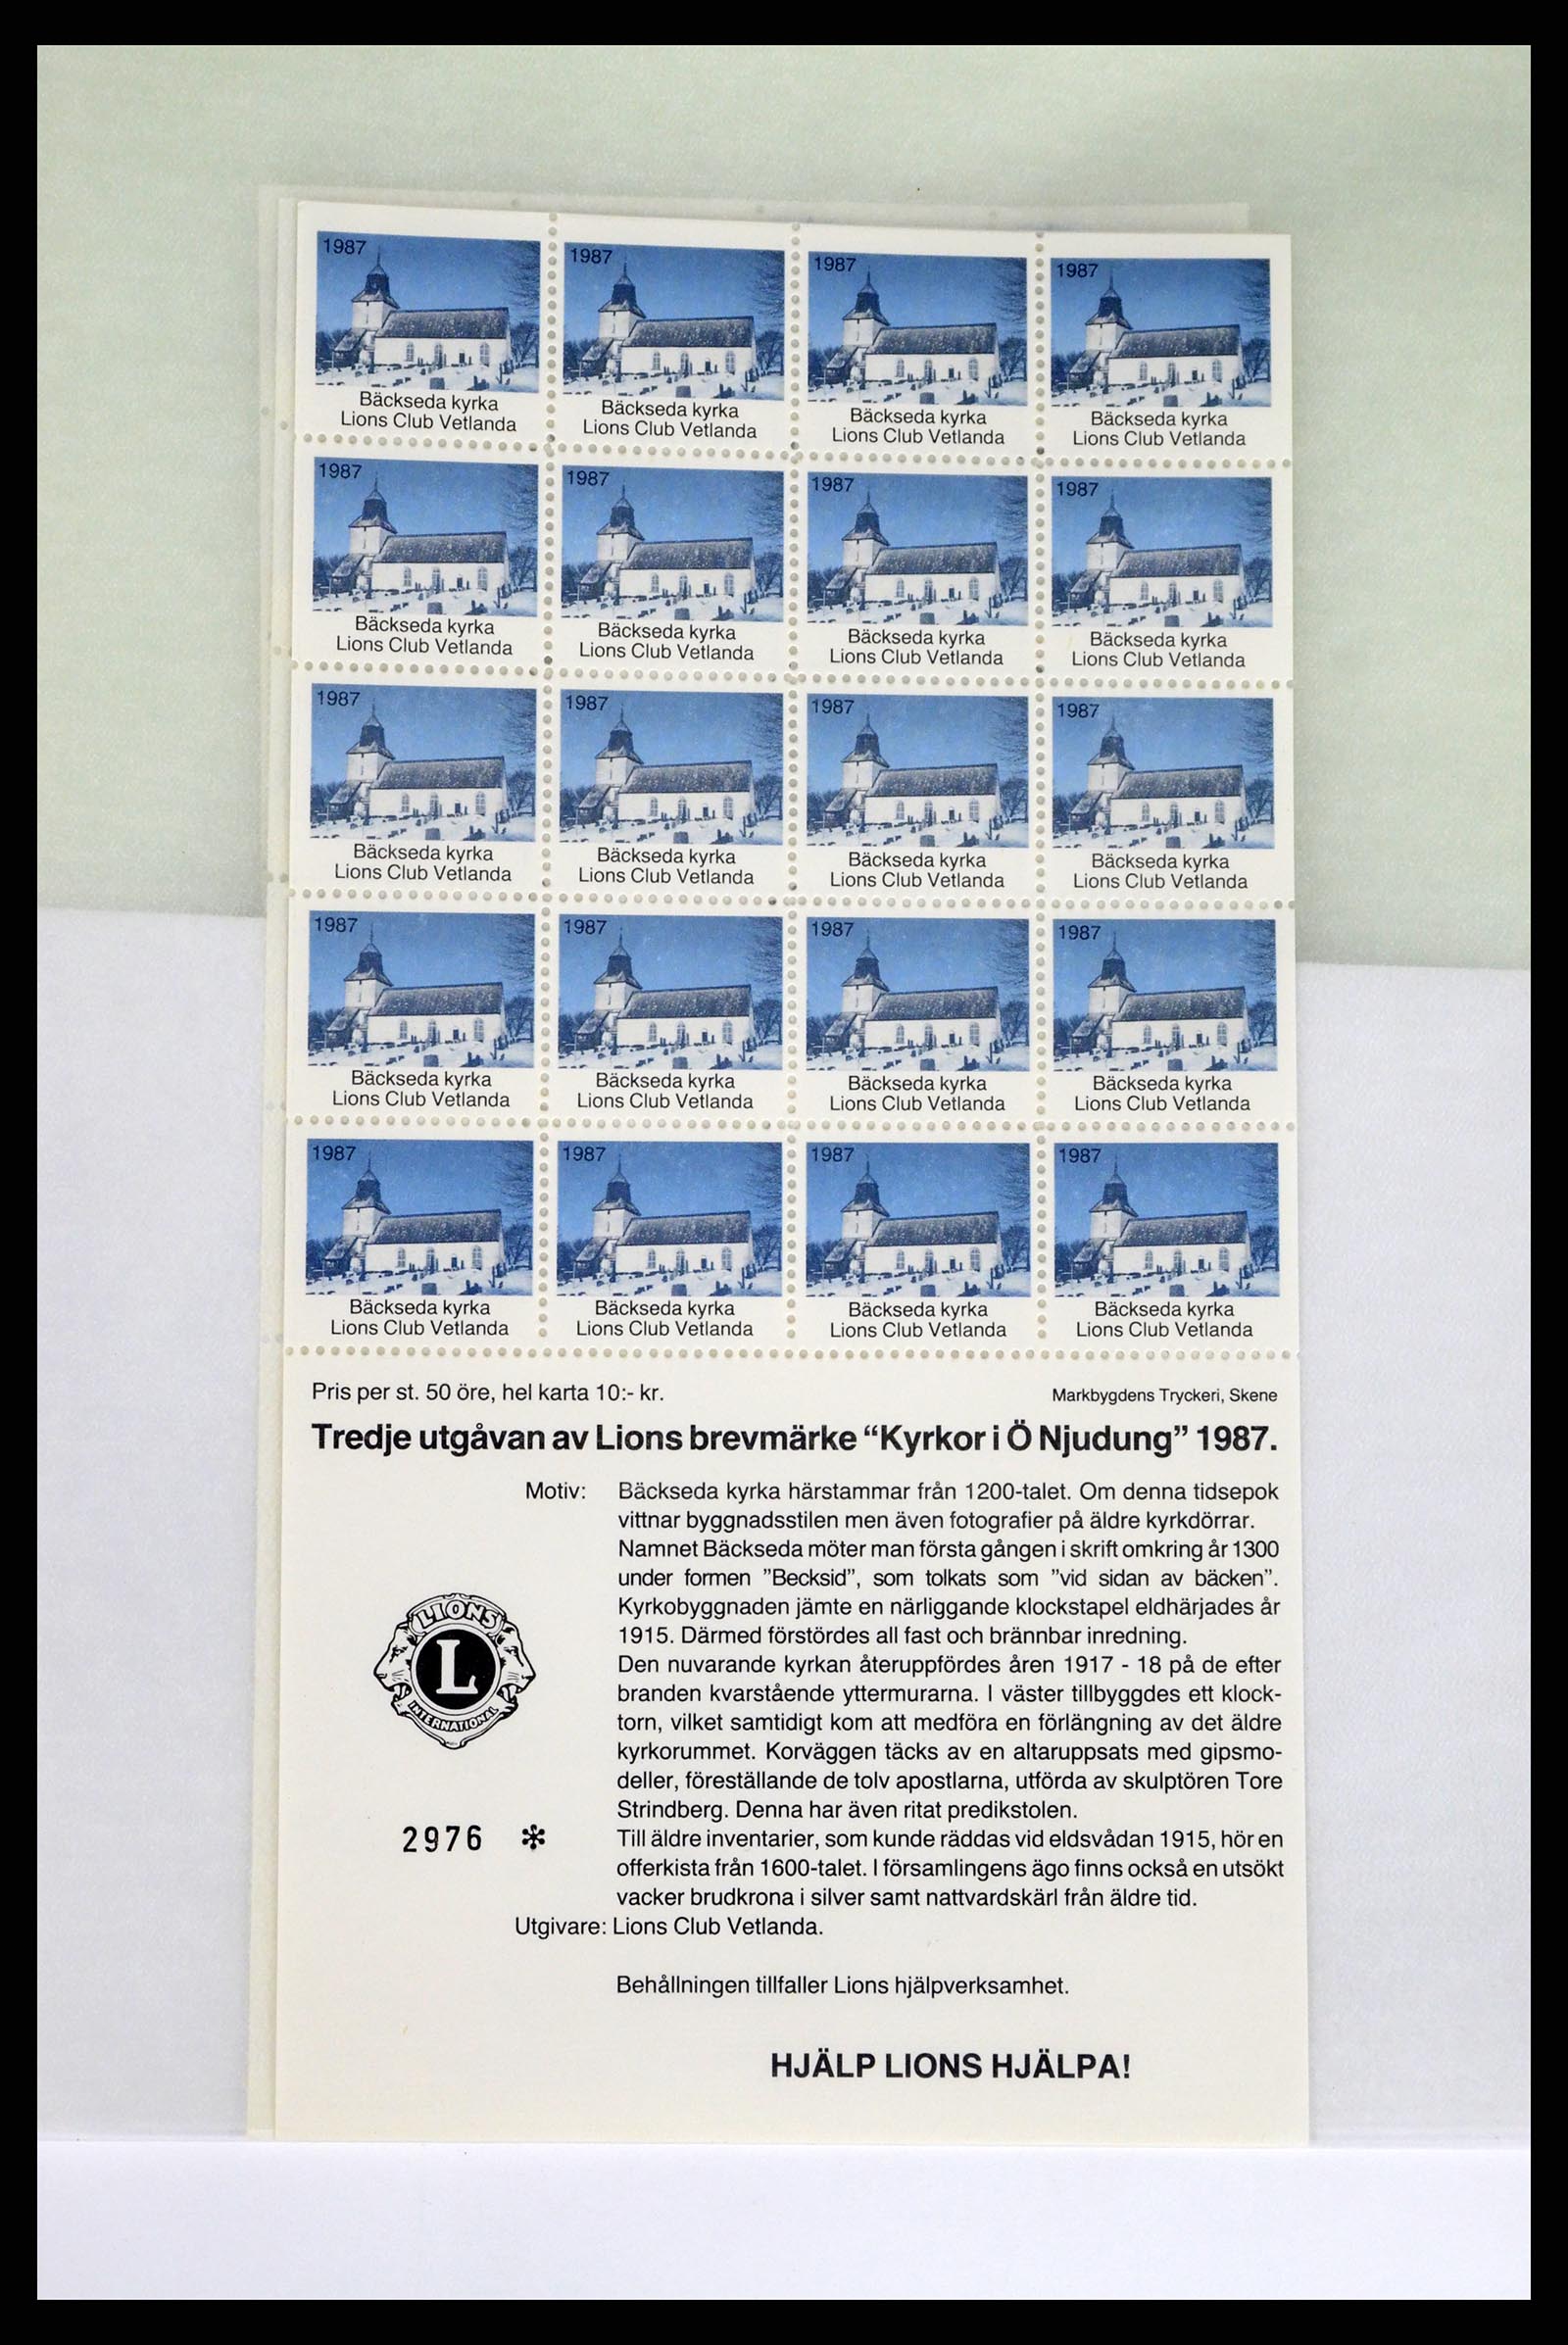 1987 1987 1987 1987
Bäckseda kyrka Bäckseda kyrka Bäckseda kyrka Bäckseda kyrka
Lions Club Vetlanda Lions Club Vetlanda Lions Club Vetlanda Lions Club Vetlanda
1987 1987 1987 1987
Bäckseda kyrka Bäckseda kyrka Bäckseda kyrka Bäckseda kyrka
Lions Club Vetlanda Lions Club Vetlanda Lions Club Vetlanda Lions Club Vetlanda
1987 1987 1987 1987
Bäckseda kyrka Bäckseda kyrka Bäckseda kyrka Bäckseda kyrka
Lions Club Vetlanda Lions Club Vetlanda Lions Club Vetlanda Lions Club Vetlanda
1987 1987 1987 1987
Bäckseda kyrka Bäckseda kyrka Bäckseda kyrka Bäckseda kyrka
Lions Club Vetlanda Lions Club Vetlanda Lions Club Vetlanda Lions Club Vetlanda
1987 1987 1987 1987
Bäckseda kyrka Bäckseda kyrka Bäckseda kyrka Bäckseda kyrka
Lions Club Vetlanda Lions Club Vetlanda Lions Club Vetlanda Lions Club Vetlanda
Pris per st. 50 öre, hel karta 10:- kr. Markbygdens Tryckeri, Skene
Tredje utgåvan av Lions brevmärke “Kyrkor i Ö Njudung” 1987.
Motiv: Bäckseda kyrka härstammar från 1200-talet. Om denna tidsepok
vittnar byggnadsstilen men även fotografier på äldre kyrkdörrar.
Namnet Bäckseda möter man första gången i skrift omkring år 1300
under formen ”Becksid”, som tolkats som ”vid sidan av bäcken”.
Kyrkobyggnaden jämte en närliggande klockstapel eldhärjades år
1915. Därmed förstördes all fast och brännbar inredning.
Den nuvarande kyrkan återuppfördes åren 1917 - 18 på de efter
branden kvarstående yttermurarna. I väster tillbyggdes ett klock-
torn, vilket samtidigt kom att medföra en förlängning av det äldre
kyrkorummet. Korväggen täcks av en altaruppsats med gipsmo-
deller, föreställande de tolv apostlarna, utförda av skulptören Tore
Strindberg. Denna har även ritat predikstolen.
Till äldre inventarier, som kunde räddas vid eldsvådan 1915, hör en
offerkista från 1600-talet. I församlingens ägo finns också en utsökt
vacker brudkrona i silver samt nattvardskärl från äldre tid.
LIONS
L
INTERNATIONAL
2976 ✻
Utgivare: Lions Club Vetlanda.
Behållningen tillfaller Lions hjälpverksamhet.
HJÄLP LIONS HJÄLPA!